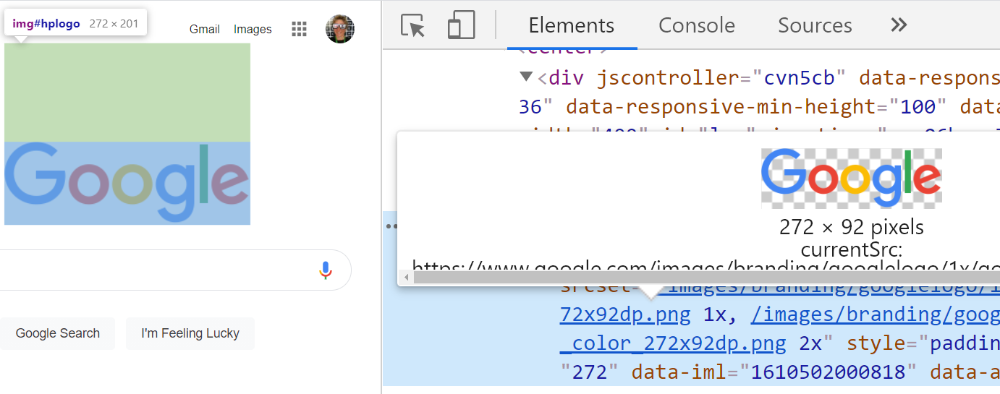 img#hplogo 272 × 201
Gmail Images
Google
Google Search I'm Feeling Lucky
Elements Console Sources »
<center>
▼<div jscontroller="cvn5cb" data-respons
36" data-responsive-min-height="100" data
Google
272 × 92 pixels
currentSrc:
https://www.google.com/images/branding/googlelogo/1x/go
srcset="/images/branding/googlelogo/1
72x92dp.png 1x, /images/branding/goog
_color_272x92dp.png 2x" style="paddin
"272" data-iml="1610502000818" data-a